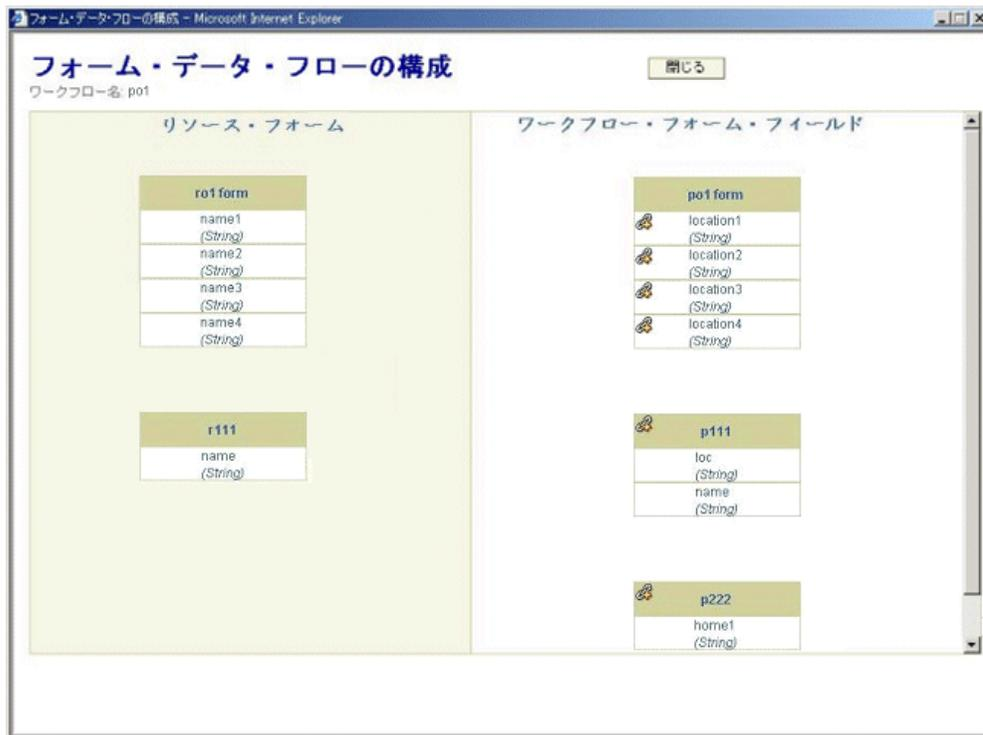 フォーム・データ・フローの構成 - Microsoft Internet Explorer
フォーム・データ・フローの構成
閉じる
ワークフロー名: po1
リソース・フォーム
ro1 form
name1
(String)
name2
(String)
name3
(String)
name4
(String)
r111
name
(String)
ワークフロー・フォーム・フィールド
po1 form
location1
(String)
location2
(String)
location3
(String)
location4
(String)
p111
loc
(String)
name
(String)
p222
home1
(String)